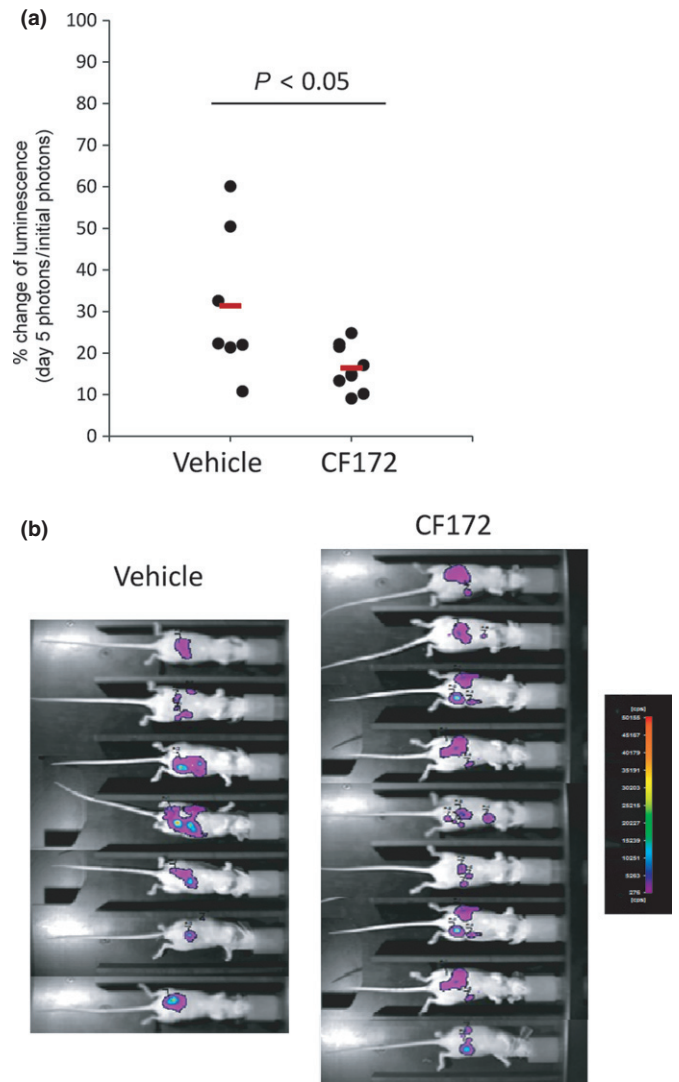 (a)
100
90
80
70
60
50
40
30
20
10
0
% change of luminescence
(day 5 photons/initial photons)
P < 0.05
Vehicle
CF172
(b)
Vehicle
CF172